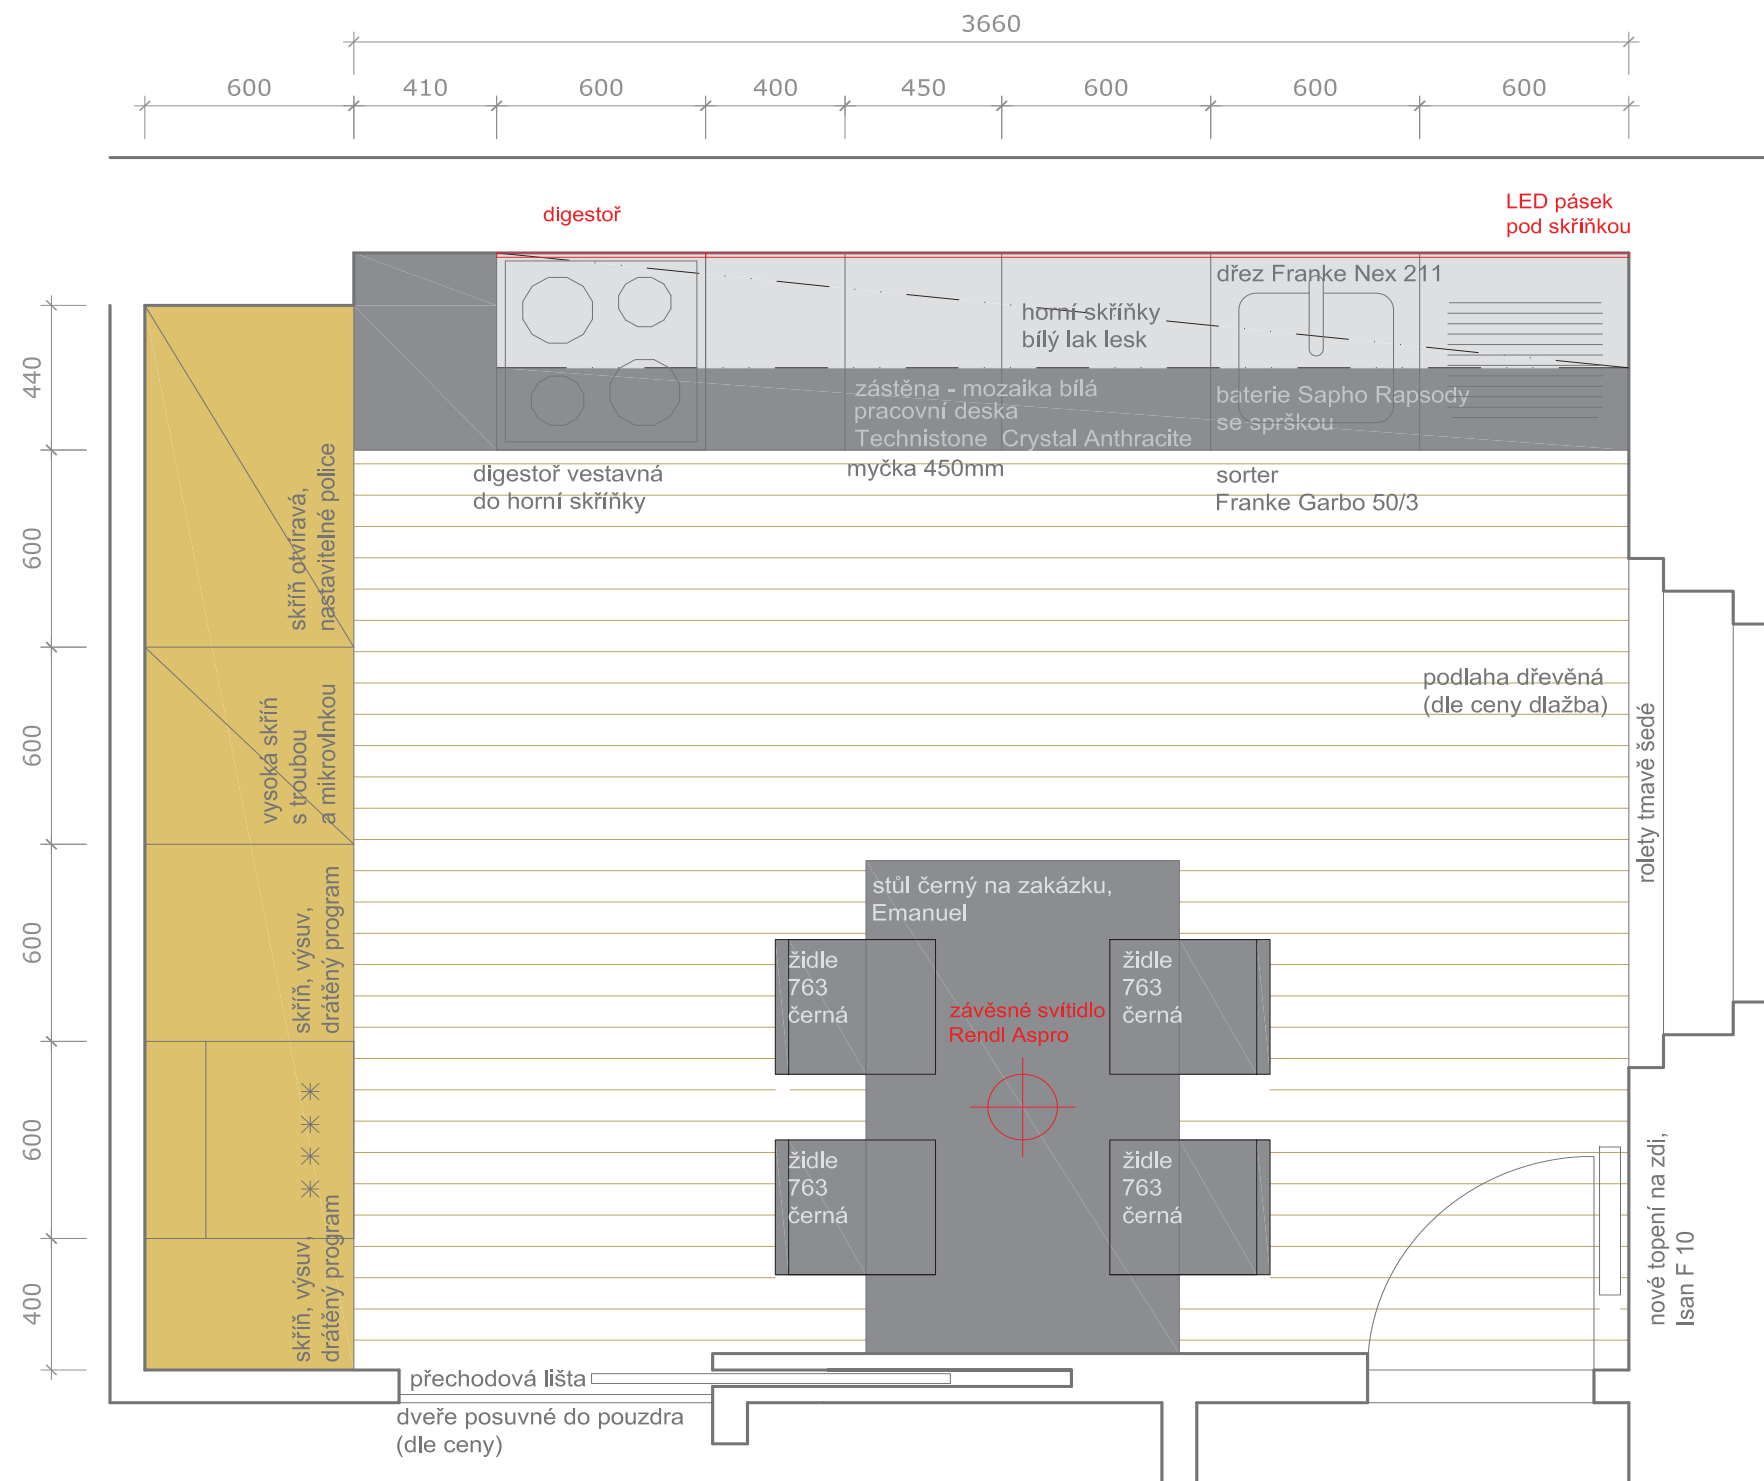 3660
600 410 600 400 450 600 600 600
digestoř
LED pásek
pod skříňkou
dřez Franke Nex 211
horní skříňky
bílý lak lesk
zástěna - mozaika bílá
pracovní deska
Technistone Crystal Anthracite
baterie Sapho Rapsody
se sprškou
digestoř vestavná
do horní skříňky
myčka 450mm
sorter
Franke Garbo 50/3
440
600
600
600
600
400
skříň otvíravá,
nastavitelné police
vysoká skříň
s troubou
a mikrovlnkou
skříň, výsuv,
drátěný program
skříň, výsuv,
drátěný program
podlaha dřevěná
(dle ceny dlažba)
rolety tmavě šedé
stůl černý na zakázku,
Emanuel
židle
763
černá
židle
763
černá
závěsné svítidlo
Rendl Aspro
židle
763
černá
židle
763
černá
nové topení na zdi,
Isan F 10
přechodová lišta
dveře posuvné do pouzdra
(dle ceny)